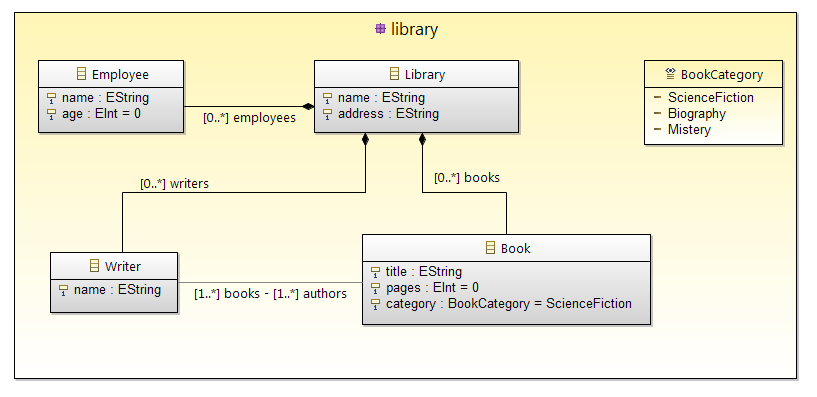 library
Employee
name : EString
age : EInt = 0
[0..*] employees
Library
name : EString
address : EString
BookCategory
ScienceFiction
Biography
Mistery
[0..*] writers
[0..*] books
Writer
name : EString
[1..*] books - [1..*] authors
Book
title : EString
pages : EInt = 0
category : BookCategory = ScienceFiction